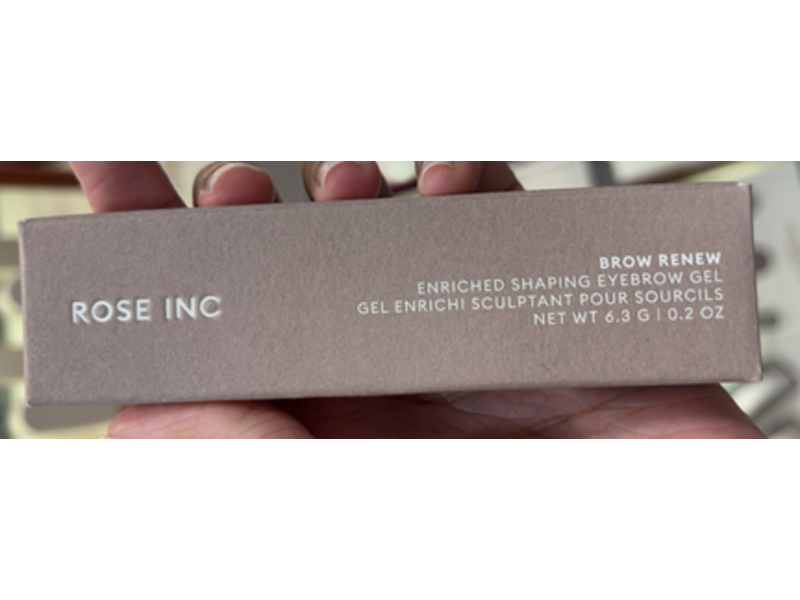 ROSE INC
BROW RENEW
ENRICHED SHAPING EYEBROW GEL
GEL ENRICHI SCULPTANT POUR SOURCILS
NET WT 6.3 G | 0.2 OZ